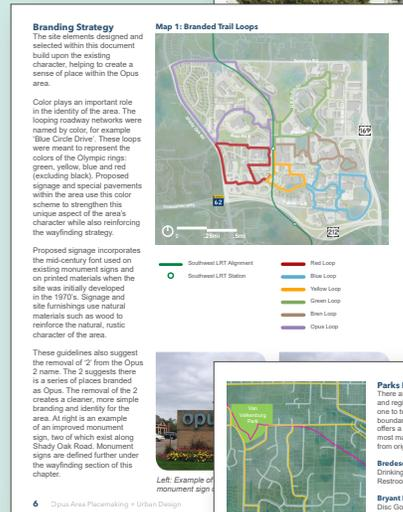 Branding Strategy
The site elements designed and
selected within this document
build upon the existing
character, helping to create a
sense of place within the Opus
area.
Color plays an important role
in the identity of the area. The
looping roadway networks were
named by color, for example
'Blue Circle Drive'. These loops
were meant to represent the
colors of the Olympic rings:
green, yellow, blue and red
(excluding black). Proposed
signage and special pavements
within the area use this color
scheme to strengthen this
unique aspect of the area's
character while also reinforcing
the wayfinding strategy.
Proposed signage incorporates
the mid-century font used on
existing monument signs and
on printed materials when the
site was initially developed
in the 1970's. Signage and
site furnishings use natural
materials such as wood to
reinforce the natural, rustic
character of the area.
These guidelines also suggest
the removal of '2' from the Opus
2 name. The 2 suggests there
is a series of places branded
as Opus. The removal of the 2
creates a cleaner, more simple
branding and identity for the
area. At right is an example
of an improved monument
sign, two of which exist along
Shady Oak Road. Monument
signs are defined further under
the wayfinding section of this
chapter.
Map 1: Branded Trail Loops
169
62
212
0 .25mi .5mi
Southwest LRT Alignment
Southwest LRT Station
Red Loop
Blue Loop
Yellow Loop
Green Loop
Bren Loop
Opus Loop
opu
Left: Example of
monument sign
Van
Valkenburg
Park
Parks
There a
and regi
one to t
bounda
offers a
most m
from ori
Bredes
Drinking
Restroo
Bryant
Disc Go
6 Opus Area Placemaking + Urban Design